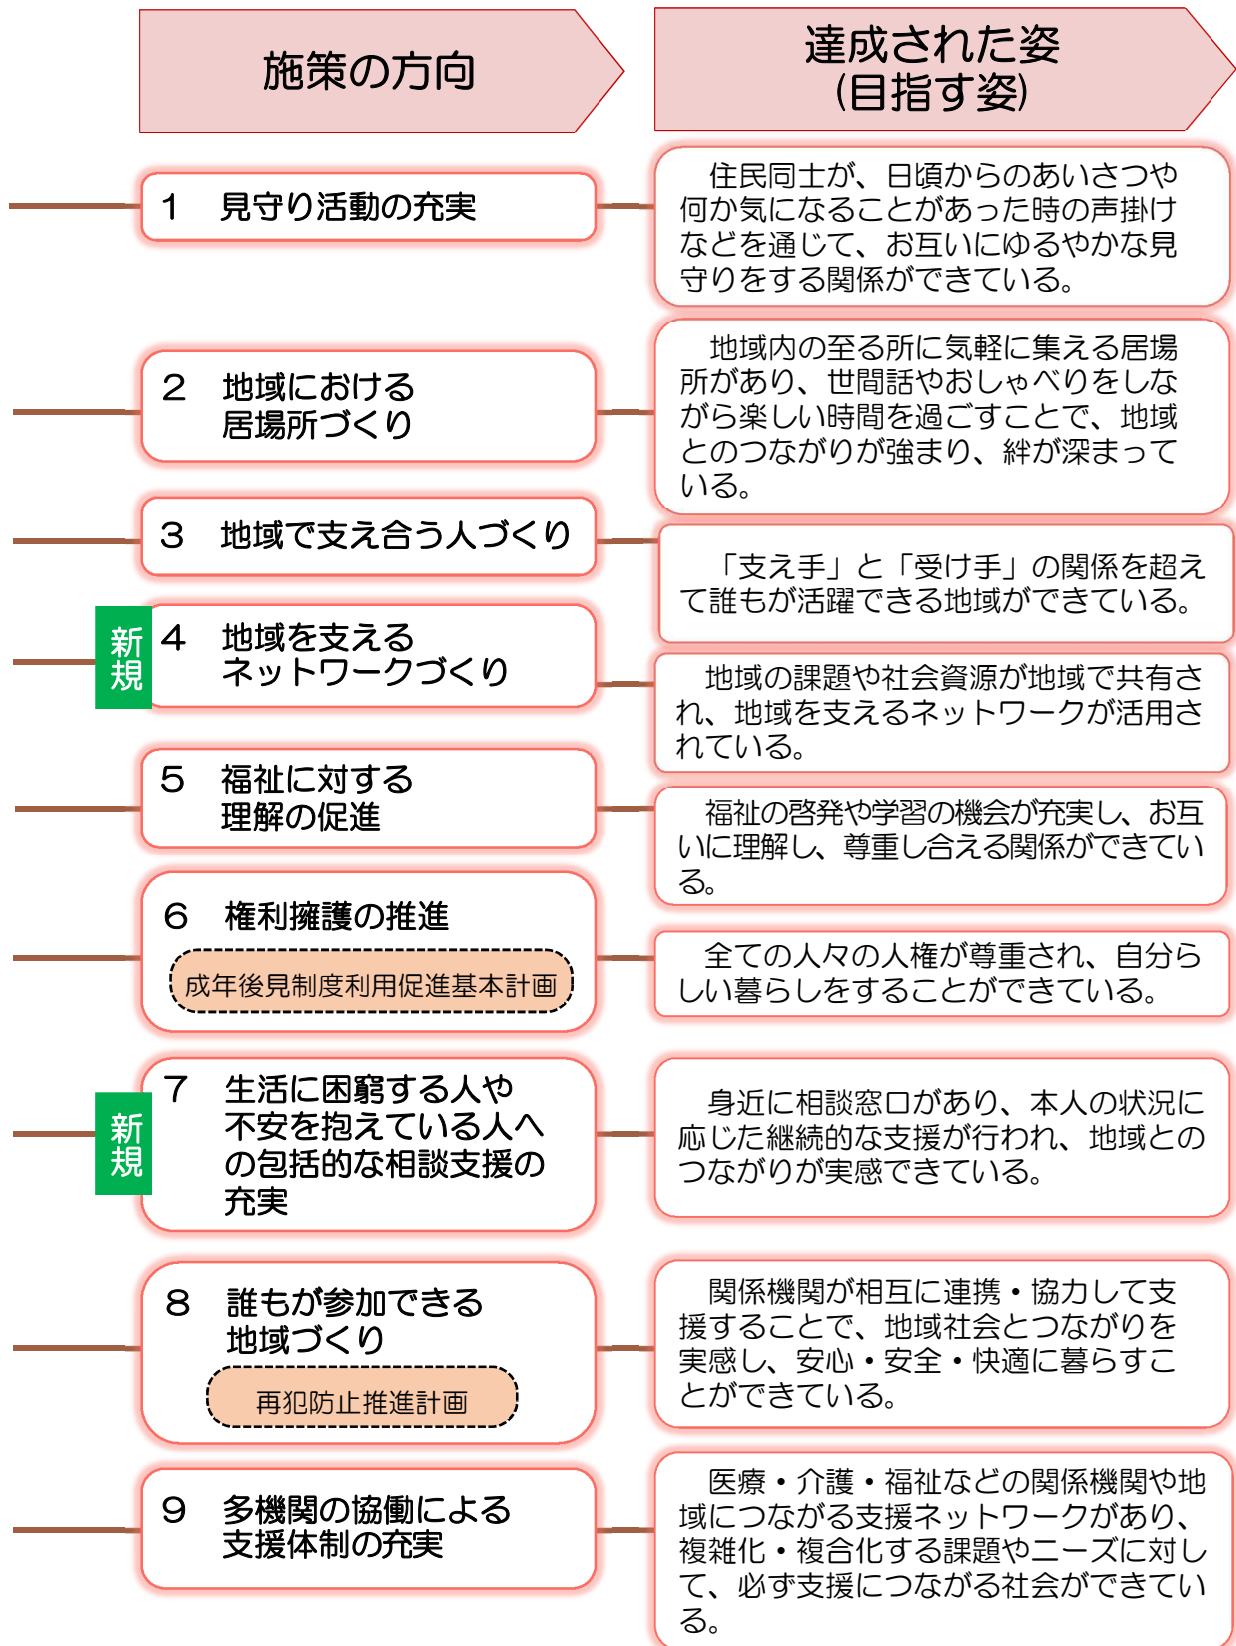 施策の方向
達成された姿
(目指す姿)
1 見守り活動の充実
住民同士が、日頃からのあいさつや
何か気になることがあった時の声掛け
などを通じて、お互いにゆるやかな見
守りをする関係ができている。
2 地域における
居場所づくり
地域内の至る所に気軽に集える居場
所があり、世間話やおしゃべりをしな
がら楽しい時間を過ごすことで、地域
とのつながりが強まり、絆が深まって
いる。
3 地域で支え合う人づくり
「支え手」と「受け手」の関係を超え
て誰もが活躍できる地域ができている。
新規
4 地域を支える
ネットワークづくり
地域の課題や社会資源が地域で共有さ
れ、地域を支えるネットワークが活用さ
れている。
5 福祉に対する
理解の促進
福祉の啓発や学習の機会が充実し、お互
いに理解し、尊重し合える関係ができてい
る。
6 権利擁護の推進
成年後見制度利用促進基本計画
全ての人々の人権が尊重され、自分ら
しい暮らしをすることができている。
新規
7 生活に困窮する人や
不安を抱えている人へ
の包括的な相談支援の
充実
身近に相談窓口があり、本人の状況に
応じた継続的な支援が行われ、地域との
つながりが実感できている。
8 誰もが参加できる
地域づくり
再犯防止推進計画
関係機関が相互に連携・協力して支
援することで、地域社会とつながりを
実感し、安心・安全・快適に暮らすこ
とができている。
9 多機関の協働による
支援体制の充実
医療・介護・福祉などの関係機関や地
域につながる支援ネットワークがあり、
複雑化・複合化する課題やニーズに対し
て、必ず支援につながる社会ができてい
る。